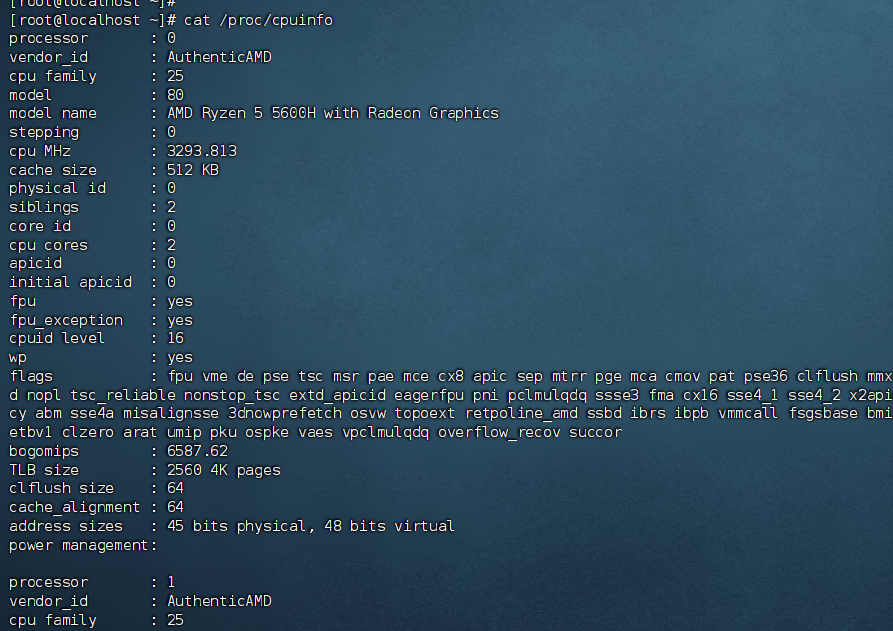 [root@localhost ~]#
[root@localhost ~]# cat /proc/cpuinfo
processor : 0
vendor_id : AuthenticAMD
cpu family : 25
model : 80
model name : AMD Ryzen 5 5600H with Radeon Graphics
stepping : 0
cpu MHz : 3293.813
cache size : 512 KB
physical id : 0
siblings : 2
core id : 0
cpu cores : 2
apicid : 0
initial apicid : 0
fpu : yes
fpu_exception : yes
cpuid level : 16
wp : yes
flags : fpu vme de pse tsc msr pae mce cx8 apic sep mtrr pge mca cmov pat pse36 clflush mmx
d nopl tsc_reliable nonstop_tsc extd_apicid eagerfpu pni pclmulqdq ssse3 fma cx16 sse4_1 sse4_2 x2api
cy abm sse4a misalignsse 3dnowprefetch osvw topoext retpoline_amd ssbd ibrs ibpb vmmcall fsgsbase bmi
etbv1 clzero arat umip pku ospke vaes vpclmulqdq overflow_recov succor
bogomips : 6587.62
TLB size : 2560 4K pages
clflush size : 64
cache_alignment : 64
address sizes : 45 bits physical, 48 bits virtual
power management:
processor : 1
vendor_id : AuthenticAMD
cpu family : 25